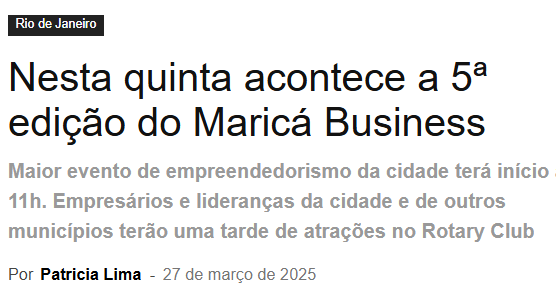 Rio de Janeiro
Nesta quinta acontece a 5ª
edição do Maricá Business
Maior evento de empreendedorismo da cidade terá início
11h. Empresários e lideranças da cidade e de outros
municípios terão uma tarde de atrações no Rotary Club
Por Patricia Lima - 27 de março de 2025